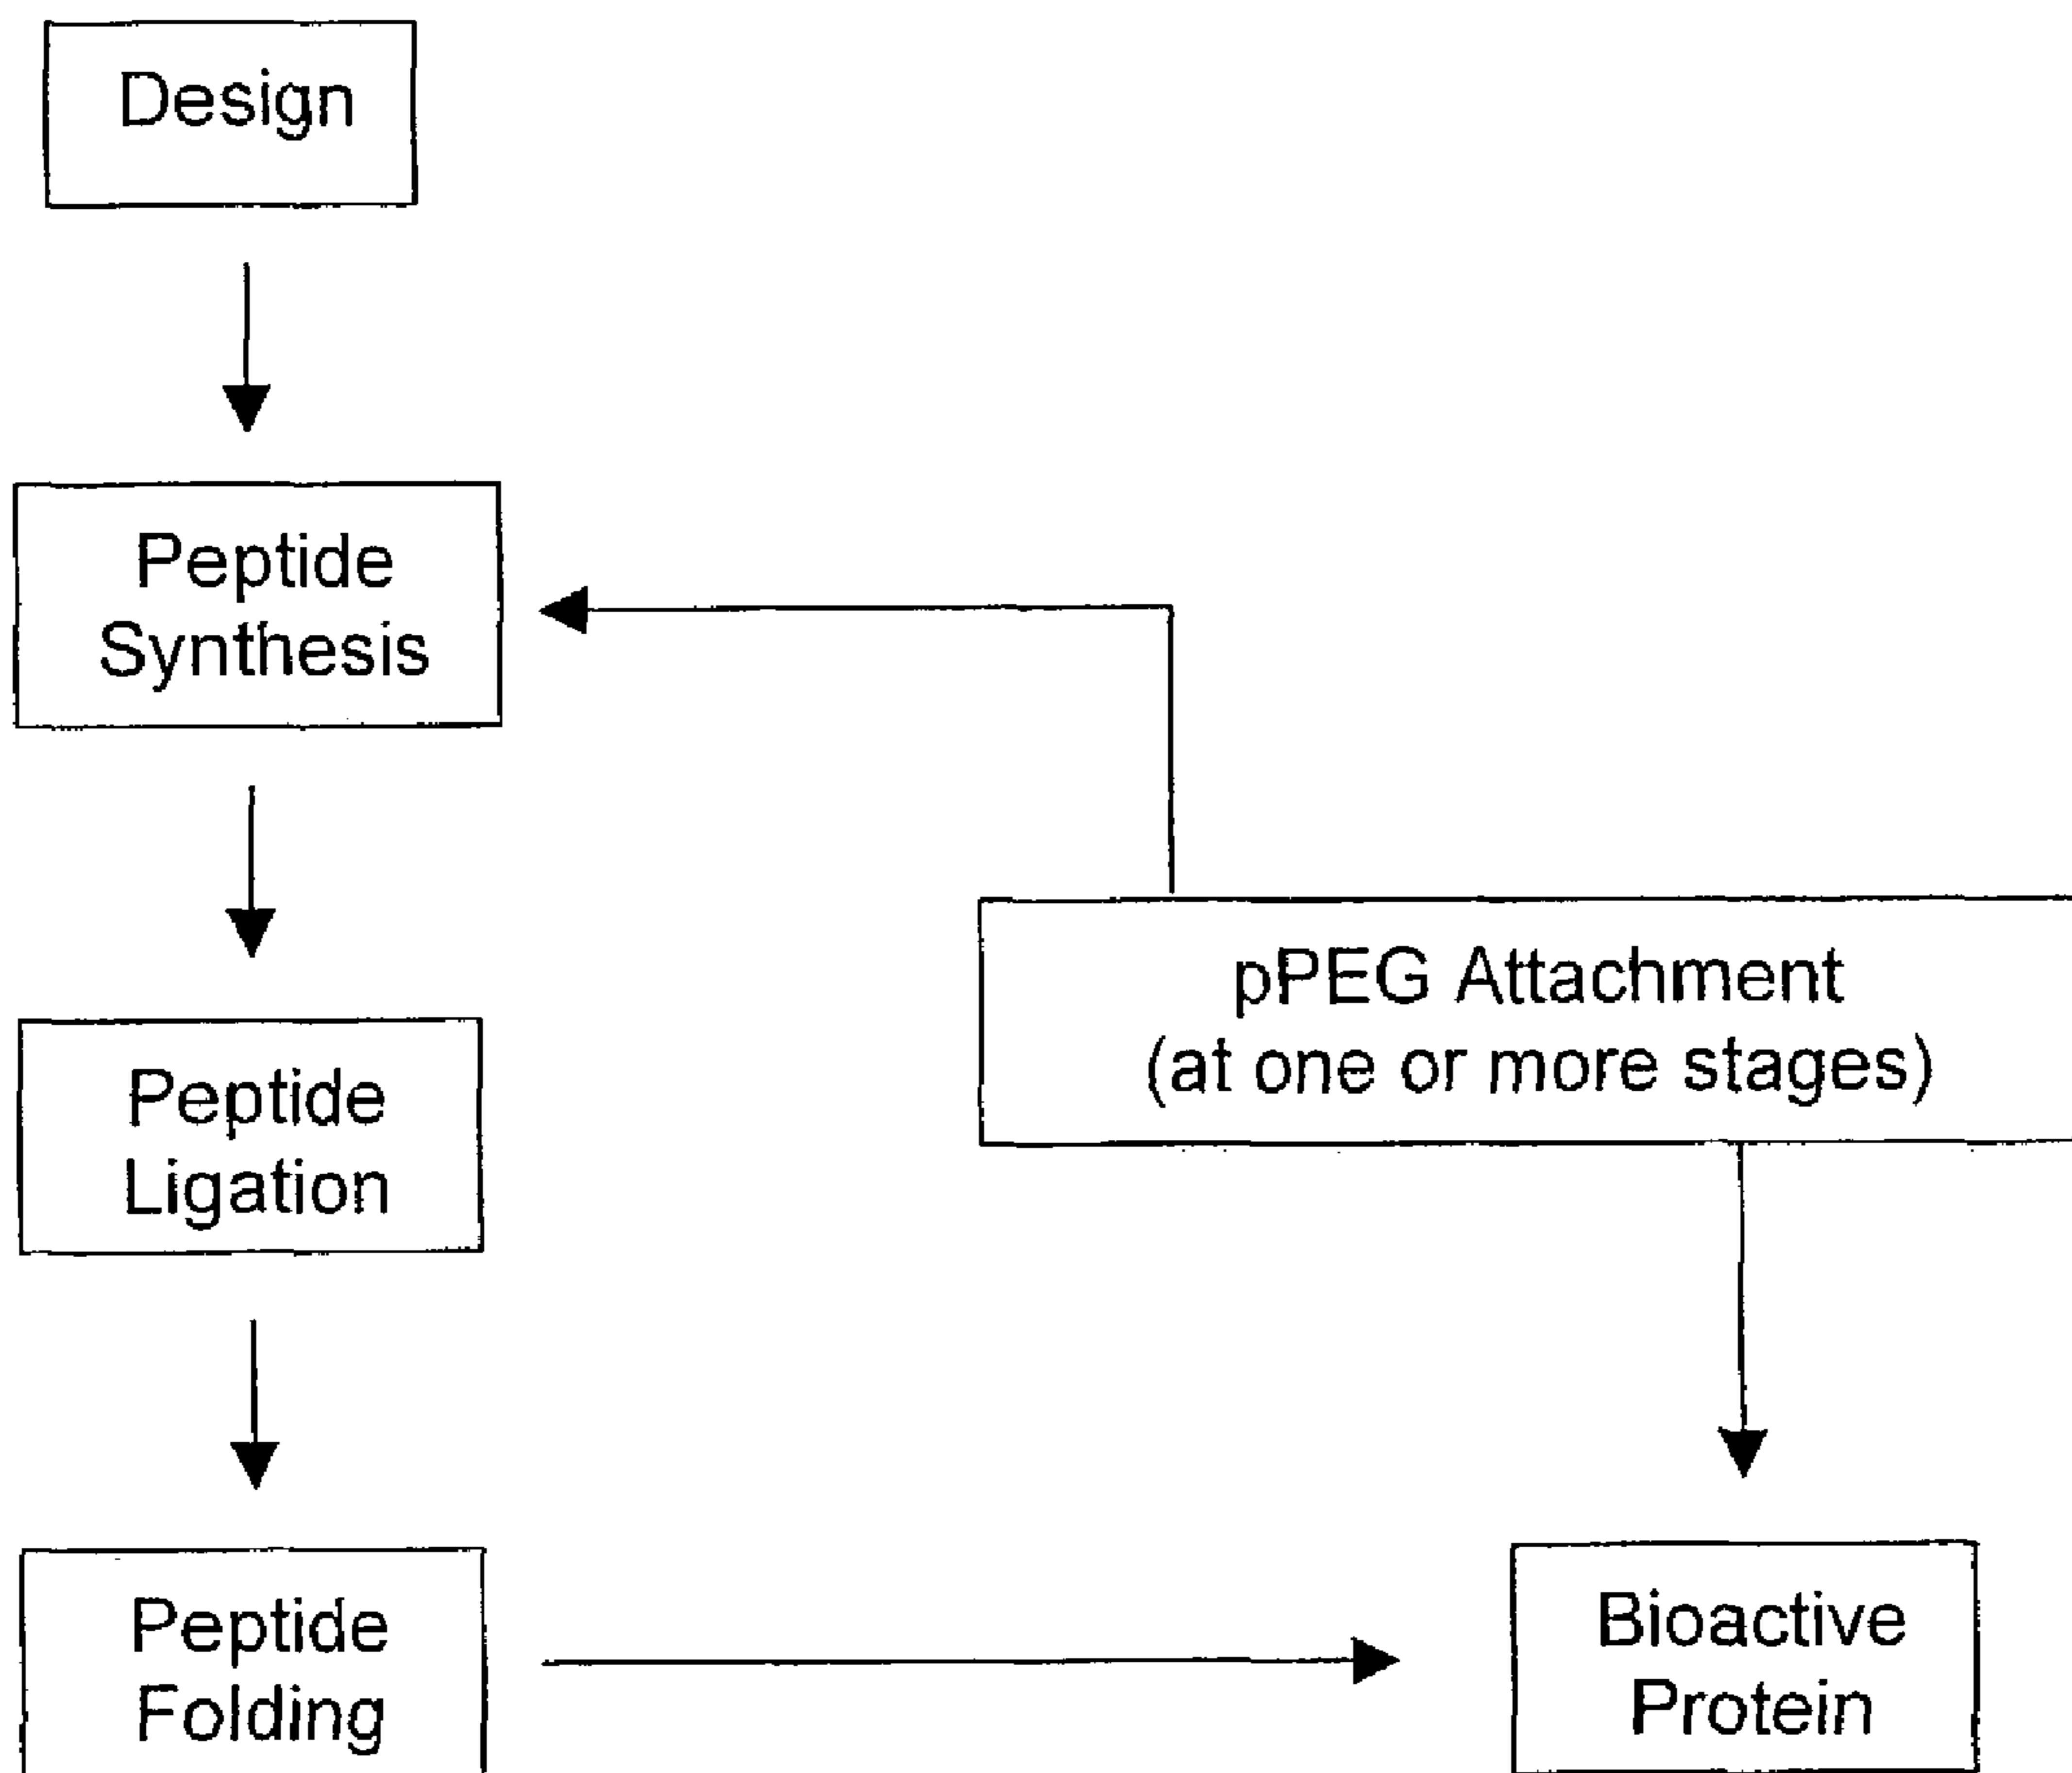 Design
Peptide
Synthesis
pPEG Attachment
(at one or more stages)
Peptide
Ligation
Peptide
Folding
Bioactive
Protein